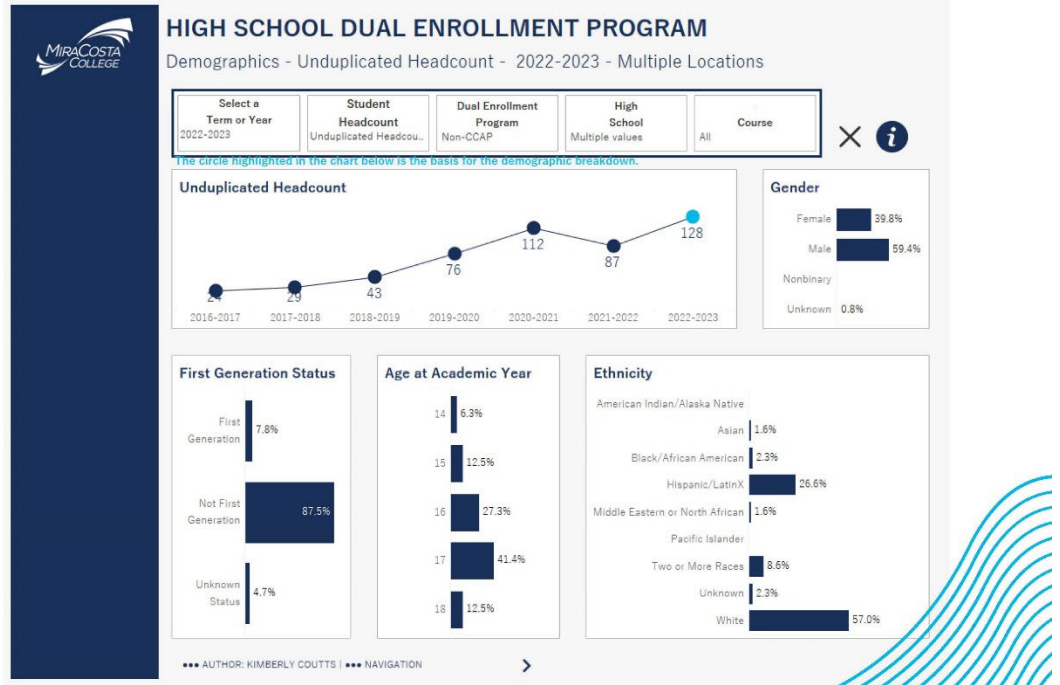 MIRACOSTA
COLLEGE
HIGH SCHOOL DUAL ENROLLMENT PROGRAM
Demographics - Unduplicated Headcount - 2022-2023 - Multiple Locations
Select a
Term or Year
2022-2023
Student
Headcount
Unduplicated Headcou..
Dual Enrollment
Program
Non-CCAP
High
School
Multiple values
Course
All
i
The circle highlighted in the chart below is the basis for the demographic breakdown.
Unduplicated Headcount
24
29
43
76
112
87
128
2016-2017 2017-2018 2018-2019 2019-2020 2020-2021 2021-2022 2022-2023
Gender
Female 39.8%
Male 59.4%
Nonbinary
Unknown 0.8%
First Generation Status
First
Generation
7.8%
Not First
Generation
87.5%
Unknown
Status
4.7%
Age at Academic Year
14 6.3%
15 12.5%
16 27.3%
17 41.4%
18 12.5%
Ethnicity
American Indian/Alaska Native
Asian 1.6%
Black/African American 2.3%
Hispanic/LatinX 26.6%
Middle Eastern or North African 1.6%
Pacific Islander
Two or More Races 8.6%
Unknown 2.3%
White 57.0%
••• AUTHOR: KIMBERLY COUTTS | ••• NAVIGATION